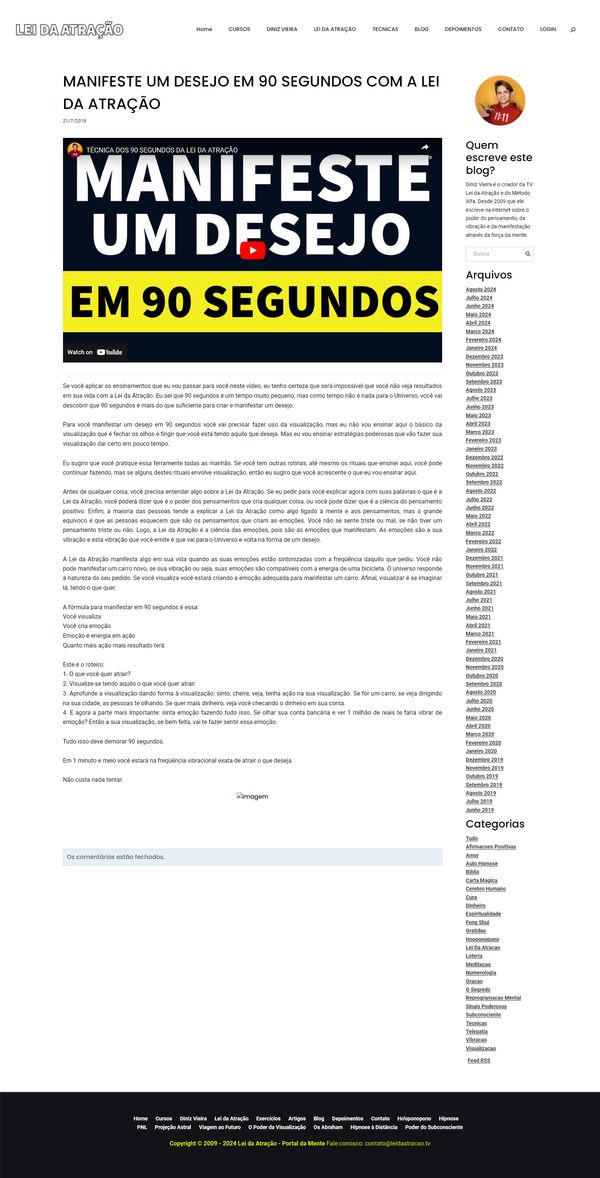 LEI DA ATRAÇÃO
Home CURSOS DINIZ VIEIRA LEI DA ATRAÇÃO TECNICAS BLOG DEPOIMENTOS CONTATO LOGIN
MANIFESTE UM DESEJO EM 90 SEGUNDOS COM A LEI
DA ATRAÇÃO
21/7/2019
TÉCNICA DOS 90 SEGUNDOS DA LEI DA ATRAÇÃO
MANIFESTE
UM DESEJO
EM 90 SEGUNDOS
Watch on YouTube
Se você aplicar os ensinamentos que eu vou passar para você neste vídeo, eu tenho certeza que será impossível que você não veja resultados
em sua vida com a Lei da Atração. Eu sei que 90 segundos é um tempo muito pequeno, mas como tempo não é nada para o Universo, você vai
descobrir que 90 segundos é mais do que suficiente para criar e manifestar um desejo.
Para você manifestar um desejo em 90 segundos você vai precisar fazer uso da visualização, mas eu não vou ensinar aqui o básico da
visualização que é fechar os olhos e fingir que você está tendo aquilo que deseja. Mas eu vou ensinar estratégias poderosas que vão fazer sua
visualização dar certo em pouco tempo.
Eu sugiro que você pratique essa ferramente todas as manhãs. Se você tem outras rotinas, até mesmo os rituais que ensinei aqui, você pode
continuar fazendo, mas se alguns destes rituais envolve visualização, então eu sugiro que você acrescente o que eu vou ensinar aqui.
Antes de qualquer coisa, você precisa entender algo sobre a Lei da Atração. Se eu pedir para você explicar agora com suas palavras o que é a
Lei da Atração, você poderá dizer que é o poder dos pensamentos que cria qualquer coisa, ou você pode dizer que é a ciência do pensamento
positivo. Enfim, a maioria das pessoas tende a explicar a Lei da Atração como algo ligado à mente e aos pensamentos, mas o grande
equívoco é que as pessoas esquecem que são os pensamentos que criam as emoções. Você não se sente triste ou mal, se não tiver um
pensamento triste ou não. Logo, a Lei da Atração é a ciência das emoções, pois são as emoções que manifestam. As emoções são a sua
vibração e esta vibração que você emite é que vai para o Universo e volta na forma de um desejo.
A Lei da Atração manifesta algo em sua vida quando as suas emoções estão sintonizadas com a freqüência daquilo que pediu. Você não
pode manifestar um carro novo, se sua vibração ou seja, suas emoções são compatíveis com a energia de uma bicicleta. O universo responde
à natureza do seu pedido. Se você visualiza você estará criando a emoção adequada para manifestar um carro. Afinal, visualizar é se imaginar
lá, tendo o que quer.
A fórmula para manifestar em 90 segundos é essa:
Você visualiza
Você cria emoção
Emoção é energia em ação
Quanto mais ação mais resultado terá.
Este é o roteiro:
1. O que você quer atrair?
2. Visualize-se tendo aquilo o que você quer atrair.
3. Aprofunde a visualização dando forma à visualização: sinto, cheire, veja, tenha ação na sua visualização. Se for um carro, se veja dirigindo
na sua cidade, as pessoas te olhando. Se quer mais dinheiro, veja você checando o dinheiro em sua conta.
4. E agora a parte mais importante: sinta emoção fazendo tudo isso. Se olhar sua conta bancária e ver 1 milhão de reais te faria vibrar de
emoção? Então a sua visualização, se bem feita, vai te fazer sentir essa emoção.
Tudo isso deve demorar 90 segundos.
Em 1 minuto e meio você estará na freqüência vibracional exata de atrair o que deseja.
Não custa nada tentar.
Imagem
Os comentários estão fechados.
11:11
Quem
escreve este
blog?
Diniz Vieira é o criador da TV
Lei da Atração e do Método
Alfa. Desde 2009 que ele
escreve na Internet sobre o
poder do pensamento, da
vibração e da manifestação
através da força da mente.
Busca
Arquivos
Agosto 2024
Julho 2024
Junho 2024
Maio 2024
Abril 2024
Março 2024
Fevereiro 2024
Janeiro 2024
Dezembro 2023
Novembro 2023
Outubro 2023
Setembro 2023
Agosto 2023
Julho 2023
Junho 2023
Maio 2023
Abril 2023
Março 2023
Fevereiro 2023
Janeiro 2023
Dezembro 2022
Novembro 2022
Outubro 2022
Setembro 2022
Agosto 2022
Julho 2022
Junho 2022
Maio 2022
Abril 2022
Março 2022
Fevereiro 2022
Janeiro 2022
Dezembro 2021
Novembro 2021
Outubro 2021
Setembro 2021
Agosto 2021
Julho 2021
Junho 2021
Maio 2021
Abril 2021
Março 2021
Fevereiro 2021
Janeiro 2021
Dezembro 2020
Novembro 2020
Outubro 2020
Setembro 2020
Agosto 2020
Julho 2020
Junho 2020
Maio 2020
Abril 2020
Março 2020
Fevereiro 2020
Janeiro 2020
Dezembro 2019
Novembro 2019
Outubro 2019
Setembro 2019
Agosto 2019
Julho 2019
Junho 2019
Categorias
Tudo
Afirmacoes Positivas
Amor
Auto Hipnose
Biblia
Carta Magica
Cerebro Humano
Cura
Dinheiro
Espiritualidade
Feng Shui
Gratidao
Hooponopono
Lei Da Atracao
Loteria
Meditacao
Numerologia
Oracao
O Segredo
Reprogramacao Mental
Sinais Poderosos
Subconsciente
Tecnicas
Telepatia
Vibracao
Visualizacao
Feed RSS
Home Cursos Diniz Vieira Lei da Atração Exercícios Artigos Blog Depoimentos Contato Ho'oponopono Hipnose
PNL Projeção Astral Viagem ao Futuro O Poder da Visualização Os Abraham Hipnose à Distância Poder do Subconsciente
Copyright © 2009 - 2024 Lei da Atração - Portal da Mente Fale conosco: contato@leidaatracao.tv